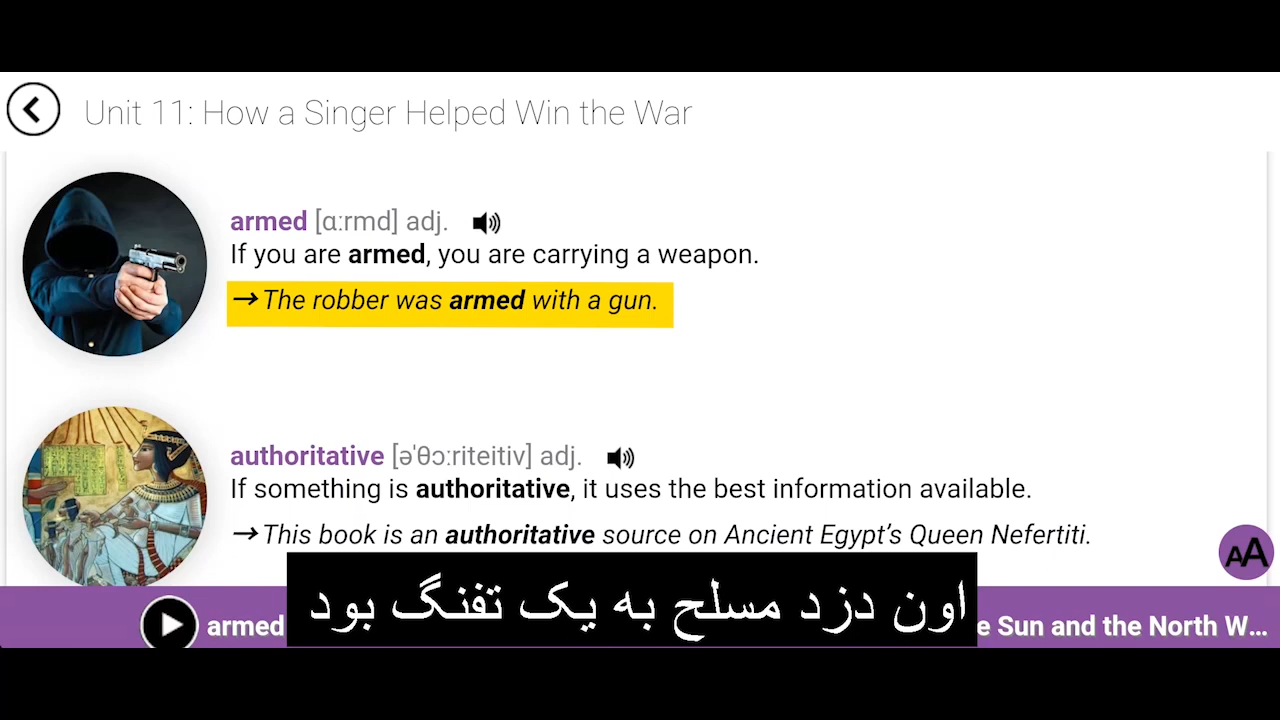 Unit 11: How a Singer Helped Win the War
armed [ɑːrmd] adj.
If you are armed, you are carrying a weapon.
→ The robber was armed with a gun.
authoritative [əˈθɔːriteitiv] adj.
If something is authoritative, it uses the best information available.
→ This book is an authoritative source on Ancient Egypt's Queen Nefertiti.
AA
اون دزد مسلح به یک تفنگ بود
armed
e Sun and the North W...